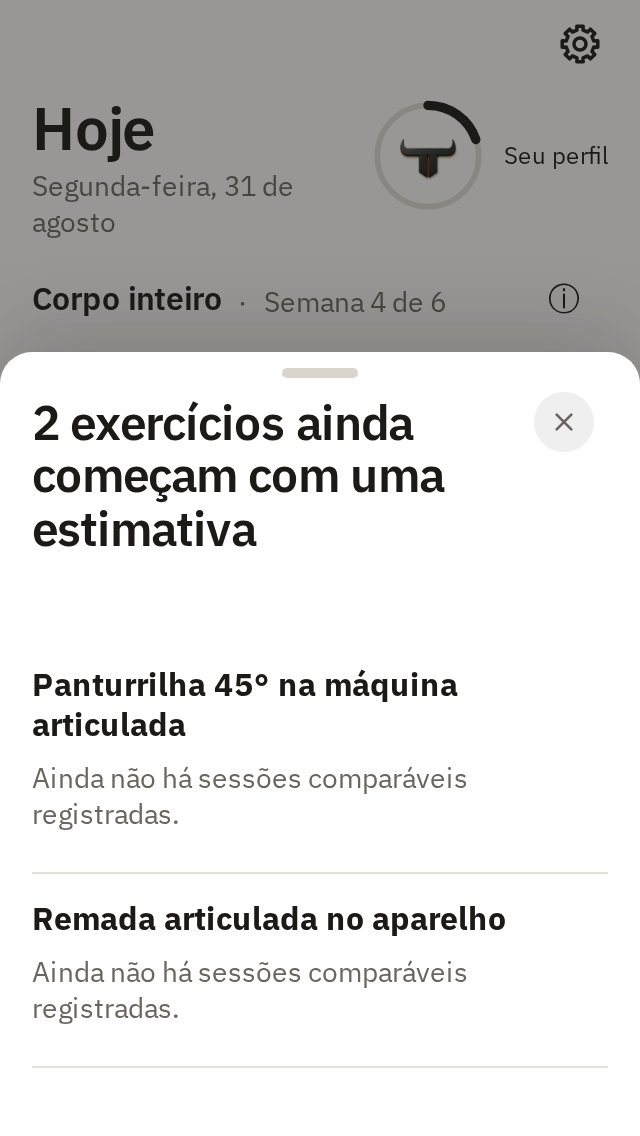 Hoje
Segunda-feira, 31 de
agosto
Seu perfil
Corpo inteiro · Semana 4 de 6
2 exercícios ainda
começam com uma
estimativa
Panturrilha 45° na máquina
articulada
Ainda não há sessões comparáveis
registradas.
Remada articulada no aparelho
Ainda não há sessões comparáveis
registradas.